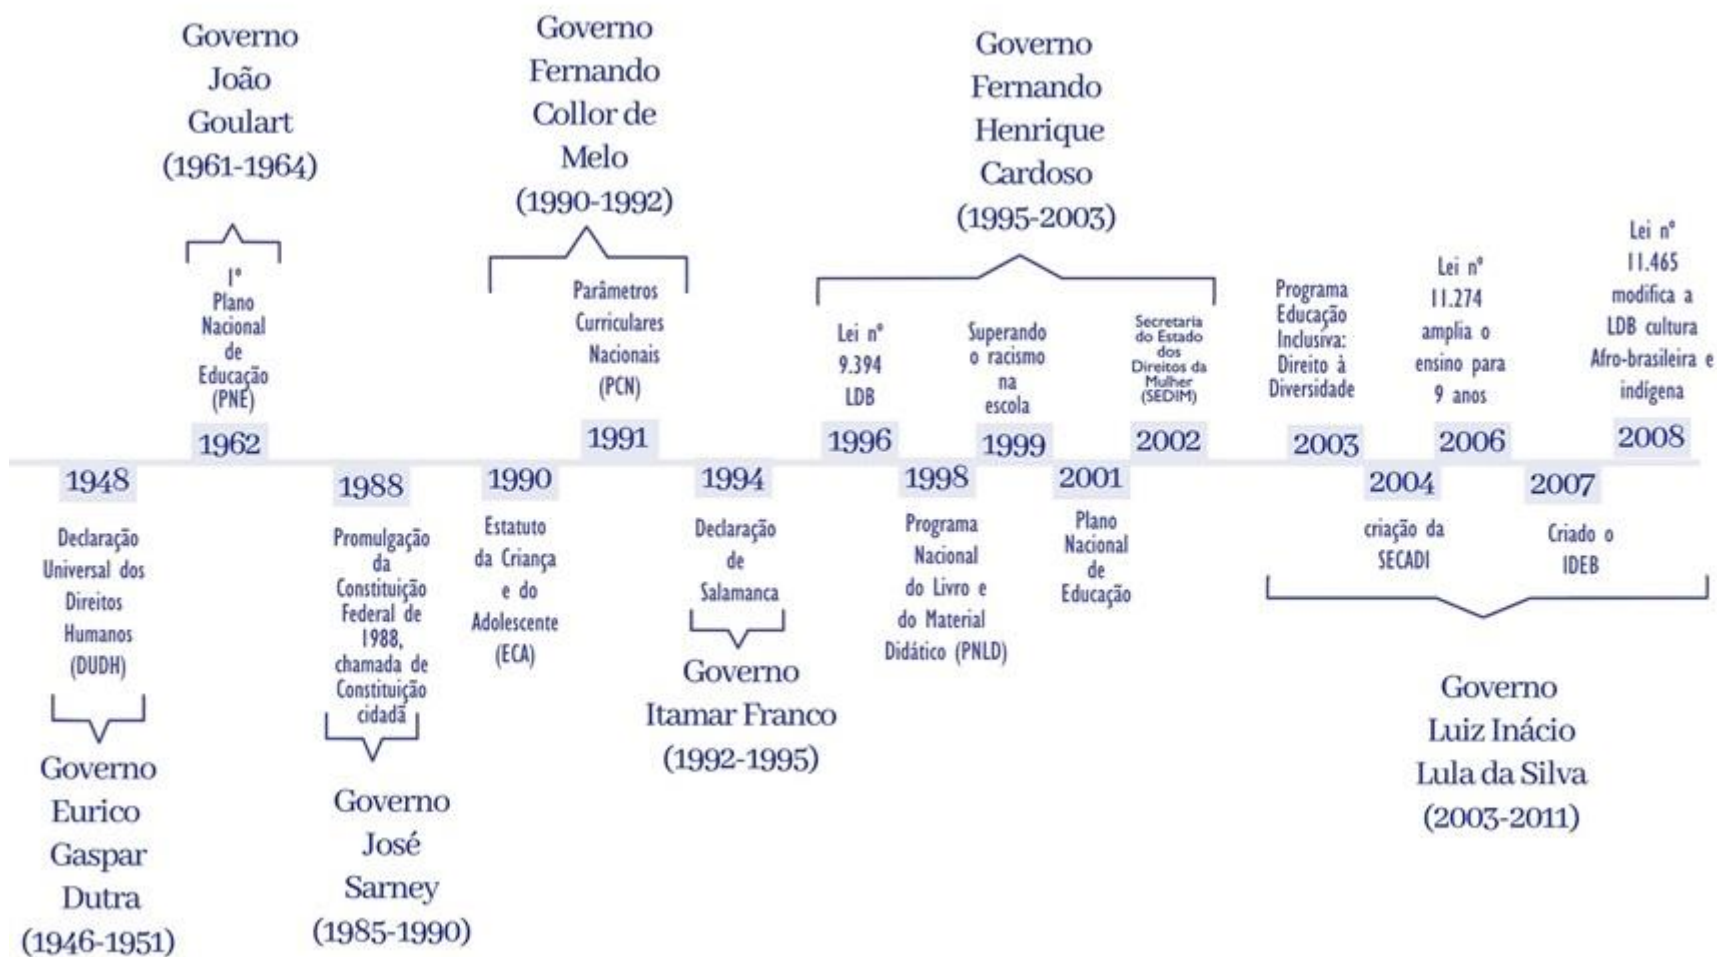 Governo
João
Goulart
(1961-1964)
1º
Plano
Nacional
de
Educação
(PNE)
1962
Governo
Fernando
Collor de
Melo
(1990-1992)
Parâmetros
Curriculares
Nacionais
(PCN)
1991
Governo
Fernando
Henrique
Cardoso
(1995-2003)
Lei nº
9.394
LDB
1996
Superando
o racismo
na
escola
1999
Secretaria
do Estado
dos
Direitos da
Mulher
(SEDIM)
2002
Programa
Educação
Inclusiva:
Direito à
Diversidade
2003
Lei nº
11.274
amplia o
ensino para
9 anos
2006
Lei nº
11.465
modifica a
LDB cultura
Afro-brasileira e
indígena
2008
1948
Declaração
Universal dos
Direitos
Humanos
(DUDH)
Governo
Eurico
Gaspar
Dutra
(1946-1951)
1988
Promulgação
da
Constituição
Federal de
1988,
chamada de
Constituição
cidadã
Governo
José
Sarney
(1985-1990)
1990
Estatuto
da Criança
e do
Adolescente
(ECA)
1994
Declaração
de
Salamanca
Governo
Itamar Franco
(1992-1995)
1998
Programa
Nacional
do Livro e
do Material
Didático (PNLD)
2001
Plano
Nacional
de
Educação
2004
criação da
SECADI
2007
Criado o
IDEB
Governo
Luiz Inácio
Lula da Silva
(2003-2011)